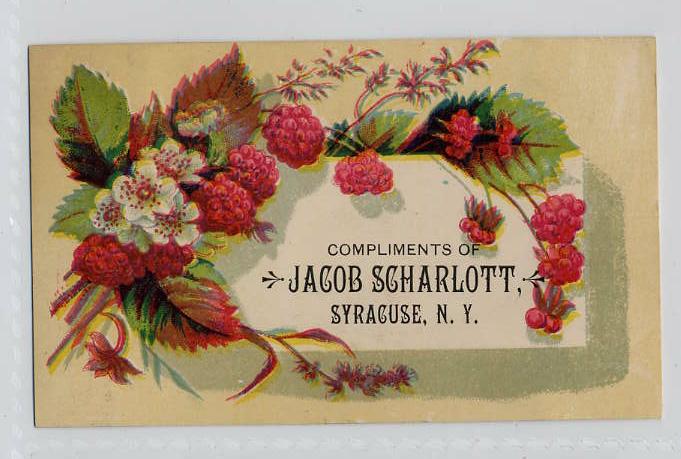 COMPLIMENTS OF
JACOB SCHARLOTT,
SYRACUSE, N. Y.